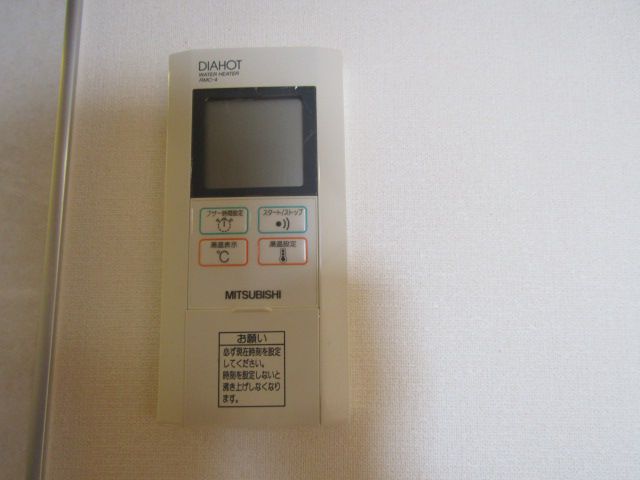 DIAHOT
WATER HEATER
RMC-4
ブザー時間設定
スタート/ストップ
湯温表示
℃
湯温設定
MITSUBISHI
お願い
必ず現在時刻を設定
してください。
時刻を設定しないと
沸き上げしなくなり
ます。